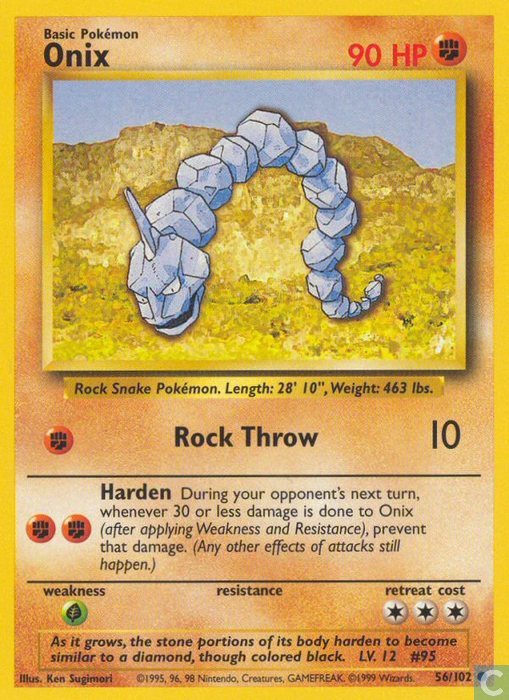 Basic Pokémon
Onix
90 HP
Rock Snake Pokémon. Length: 28' 10", Weight: 463 lbs.
Rock Throw 10
Harden During your opponent's next turn,
whenever 30 or less damage is done to Onix
(after applying Weakness and Resistance), prevent
that damage. (Any other effects of attacks still
happen.)
weakness resistance retreat cost
As it grows, the stone portions of its body harden to become
similar to a diamond, though colored black. LV. 12 #95
Illus. Ken Sugimori ©1995, 96, 98 Nintendo, Creatures, GAMEFREAK. ©1999 Wizards. 56/102
C